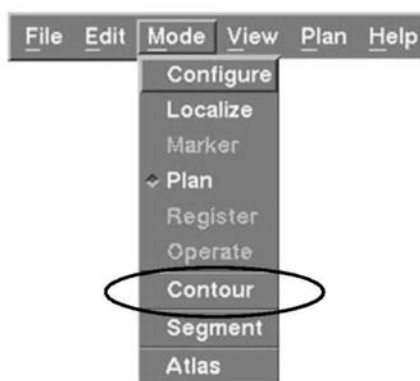 File Edit Mode View Plan Help
Configure
Localize
Marker
Plan
Register
Operate
Contour
Segment
Atlas